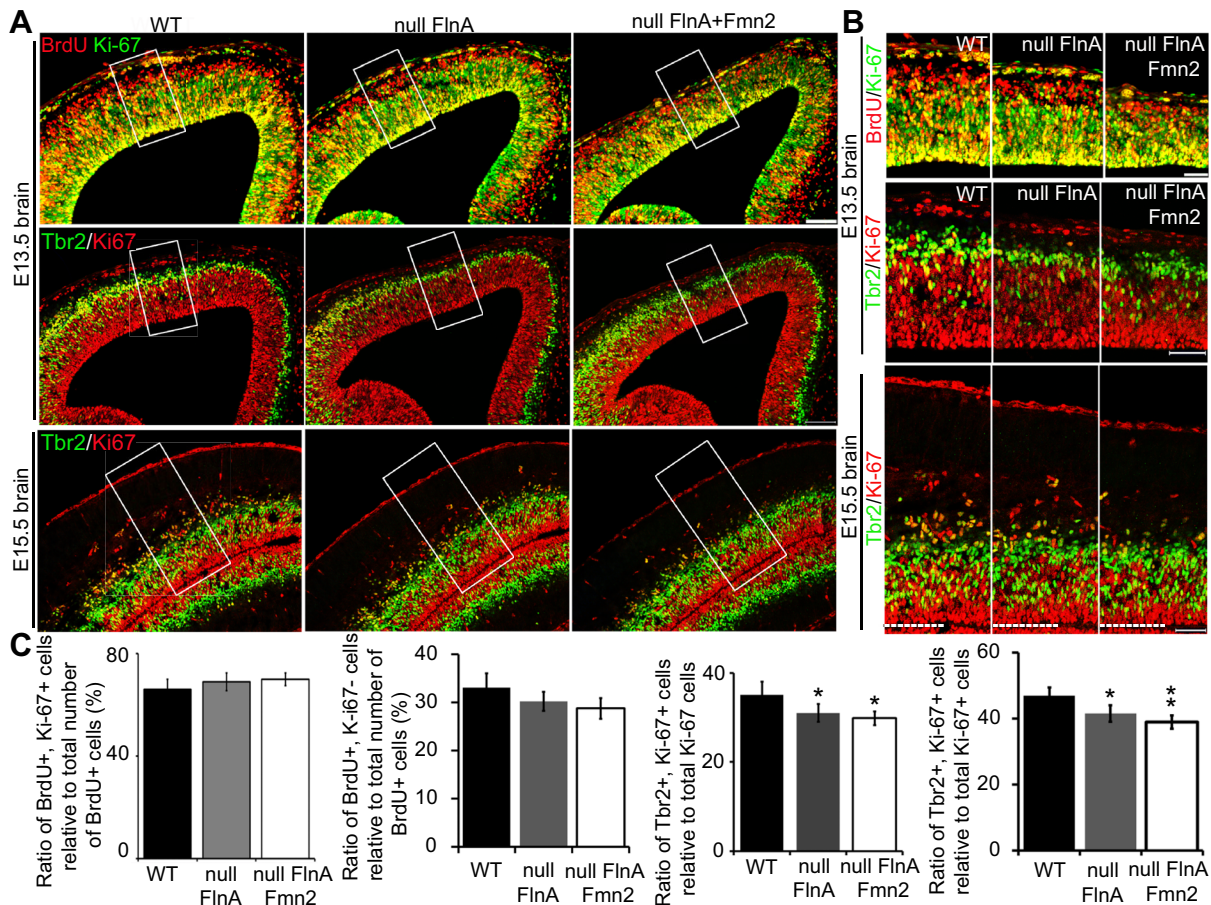 A
WT
null FlnA
null FlnA+Fmn2
BrdU Ki-67
E13.5 brain
Tbr2/Ki67
E15.5 brain
Tbr2/Ki67
B
WT
null FlnA
null FlnA
Fmn2
BrdU/Ki-67
E13.5 brain
WT
null FlnA
null FlnA
Fmn2
Tbr2/Ki-67
E15.5 brain
Tbr2/Ki-67
C
Ratio of BrdU+, Ki-67+ cells
relative to total number
of BrdU+ cells (%)
80
40
0
WT
null
FlnA
null FlnA
Fmn2
Ratio of BrdU+, K-i67- cells
relative to total number of
BrdU+ cells (%)
40
30
20
10
0
WT
null
FlnA
null FlnA
Fmn2
Ratio of Tbr2+, Ki-67+ cells
relative to total Ki-67 cells
40
20
0
*
*
WT
null
FlnA
null FlnA
Fmn2
Ratio of Tbr2+, Ki-67+ cells
relative to total Ki-67+ cells
60
40
20
0
*
**
WT
null
FlnA
null FlnA
Fmn2